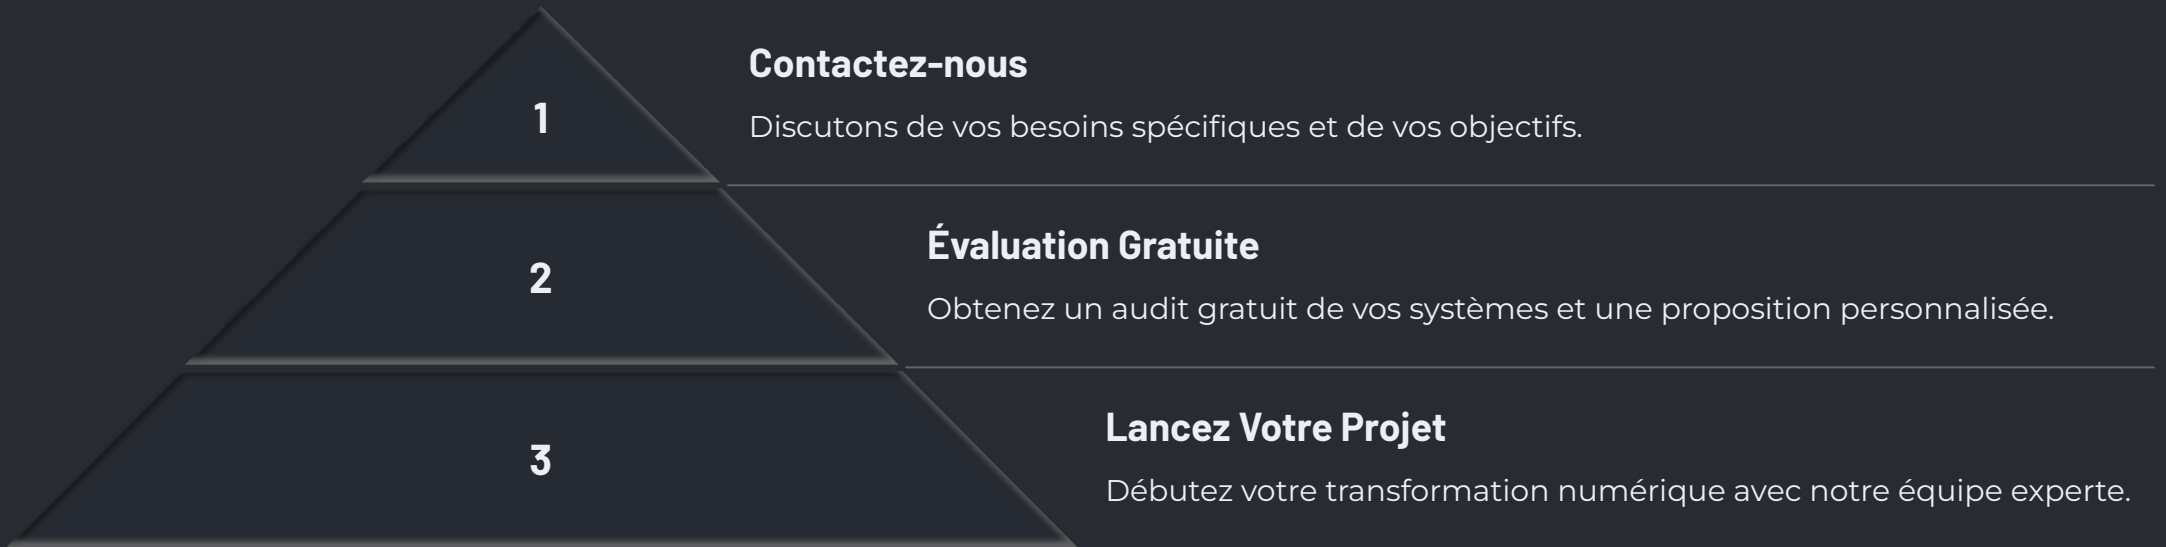 1
Contactez-nous
Discutons de vos besoins spécifiques et de vos objectifs.
2
Évaluation Gratuite
Obtenez un audit gratuit de vos systèmes et une proposition personnalisée.
3
Lancez Votre Projet
Débutez votre transformation numérique avec notre équipe experte.